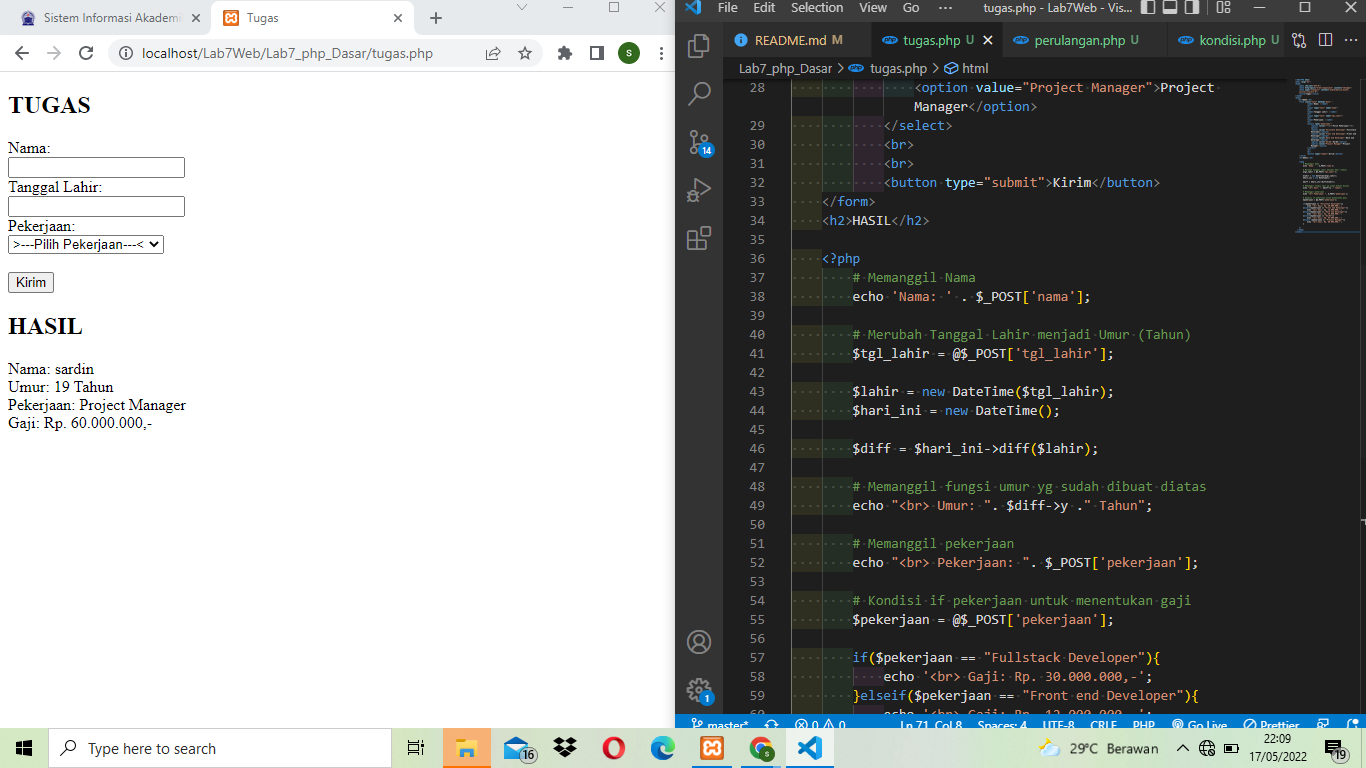 Sistem Informasi Akademi
Tugas
localhost/Lab7Web/Lab7_php_Dasar/tugas.php
S
TUGAS
Nama:
Tanggal Lahir:
Pekerjaan:
>---Pilih Pekerjaan---<
Kirim
HASIL
Nama: sardin
Umur: 19 Tahun
Pekerjaan: Project Manager
Gaji: Rp. 60.000.000,-
File Edit Selection View Go ··· tugas.php - Lab7Web - Vis...
README.md M
tugas.php U
perulangan.php U
kondisi.php U
Lab7_php_Dasar > tugas.php > html
28 <option value="Project Manager">Project
Manager</option>
29 </select>
30 <br>
31 <br>
32 <button type="submit">Kirim</button>
33 </form>
34 <h2>HASIL</h2>
35
36 <?php
37 # Memanggil Nama
38 echo 'Nama: ' . $_POST['nama'];
39
40 # Merubah Tanggal Lahir menjadi Umur (Tahun)
41 $tgl_lahir = @$_POST['tgl_lahir'];
42
43 $lahir = new DateTime($tgl_lahir);
44 $hari_ini = new DateTime();
45
46 $diff = $hari_ini->diff($lahir);
47
48 # Memanggil fungsi umur yg sudah dibuat diatas
49 echo "<br> Umur: ". $diff->y ." Tahun";
50
51 # Memanggil pekerjaan
52 echo "<br> Pekerjaan: ". $_POST['pekerjaan'];
53
54 # Kondisi if pekerjaan untuk menentukan gaji
55 $pekerjaan = @$_POST['pekerjaan'];
56
57 if($pekerjaan == "Fullstack Developer"){
58 echo '<br> Gaji: Rp. 30.000.000,-';
59 }elseif($pekerjaan == "Front end Developer"){
60 echo '<br> Gaji: Rp. 12.000.000,-';
14
1
master* 0 0 Ln 71, Col 8 Spaces: 4 UTF-8 CRLF PHP Go Live Prettier
Type here to search
16
S
29°C Berawan
22:09
17/05/2022
19